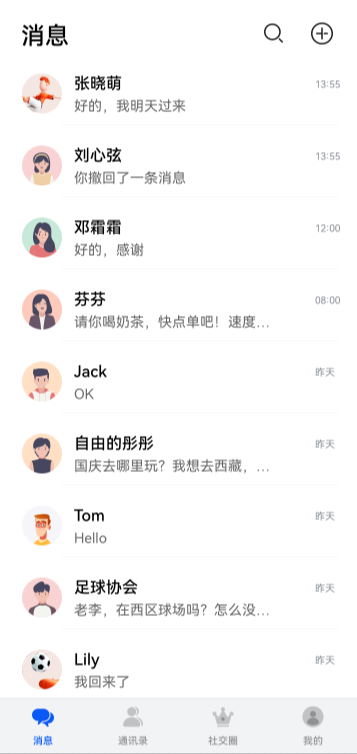 消息
张晓萌 13:55
好的，我明天过来
刘心弦 13:55
你撤回了一条消息
邓霜霜 12:00
好的，感谢
芬芬 08:00
请你喝奶茶，快点单吧！速度...
Jack 昨天
OK
自由的彤彤 昨天
国庆去哪里玩？我想去西藏，...
Tom 昨天
Hello
足球协会 昨天
老李，在西区球场吗？怎么没...
Lily 昨天
我回来了
消息 通讯录 社交圈 我的